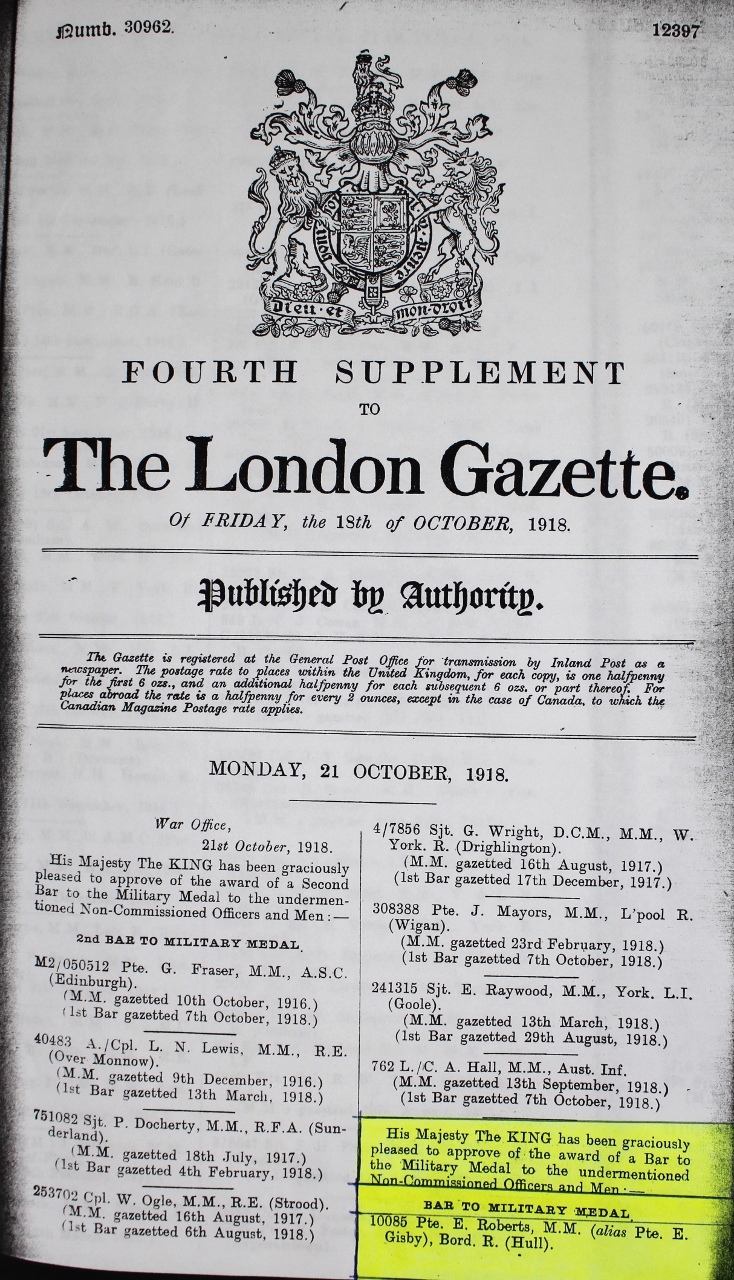 Numb. 30962.
12397
Dieu·et mon·droit
FOURTH SUPPLEMENT
TO
The London Gazette.
Of FRIDAY, the 18th of OCTOBER, 1918.
Published by Authority.
The Gazette is registered at the General Post Office for transmission by Inland Post as a
newspaper. The postage rate to places within the United Kingdom, for each copy, is one halfpenny
for the first 6 ozs., and an additional halfpenny for each subsequent 6 ozs. or part thereof. For
places abroad the rate is a halfpenny for every 2 ounces, except in the case of Canada, to which the
Canadian Magazine Postage rate applies.
MONDAY, 21 OCTOBER, 1918.
War Office,
21st October, 1918.
His Majesty The KING has been graciously
pleased to approve of the award of a Second
Bar to the Military Medal to the undermen-
tioned Non-Commissioned Officers and Men:—
2nd BAR TO MILITARY MEDAL.
M2/050512 Pte. G. Fraser, M.M., A.S.C.
(Edinburgh).
(M.M. gazetted 10th October, 1916.)
(1st Bar gazetted 7th October, 1918.)
40483 A./Cpl. L. N. Lewis, M.M., R.E.
(Over Monnow).
(M.M. gazetted 9th December, 1916.)
(1st Bar gazetted 13th March, 1918.)
751082 Sjt. P. Docherty, M.M., R.F.A. (Sun-
derland).
(M.M. gazetted 18th July, 1917.)
(1st Bar gazetted 4th February, 1918.)
253702 Cpl. W. Ogle, M.M., R.E. (Strood).
(M.M. gazetted 16th August, 1917.)
(1st Bar gazetted 6th August, 1918.)
4/7856 Sjt. G. Wright, D.C.M., M.M., W.
York. R. (Drighlington).
(M.M. gazetted 16th August, 1917.)
(1st Bar gazetted 17th December, 1917.)
308388 Pte. J. Mayors, M.M., L'pool R.
(Wigan).
(M.M. gazetted 23rd February, 1918.)
(1st Bar gazetted 7th October, 1918.)
241315 Sjt. E. Raywood, M.M., York. L.I.
(Goole).
(M.M. gazetted 13th March, 1918.)
(1st Bar gazetted 29th August, 1918.)
762 L./C. A. Hall, M.M., Aust. Inf.
(M.M. gazetted 13th September, 1918.)
(1st Bar gazetted 7th October, 1918.)
His Majesty The KING has been graciously
pleased to approve of the award of a Bar to
the Military Medal to the undermentioned
Non-Commissioned Officers and Men:—
BAR TO MILITARY MEDAL.
10085 Pte. E. Roberts, M.M. (alias Pte. E.
Gisby), Bord. R. (Hull).